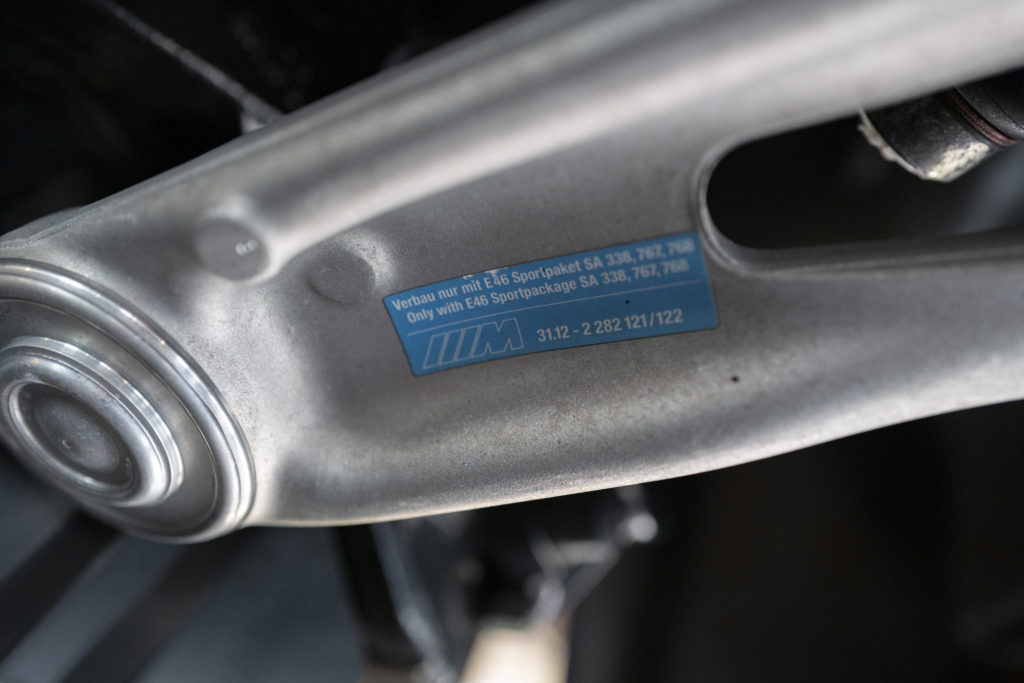 Verbau nur mit E46 Sportpaket SA 338, 767, 768
Only with E46 Sportpackage SA 338, 767, 768
M 31.12 - 2 282 121/122